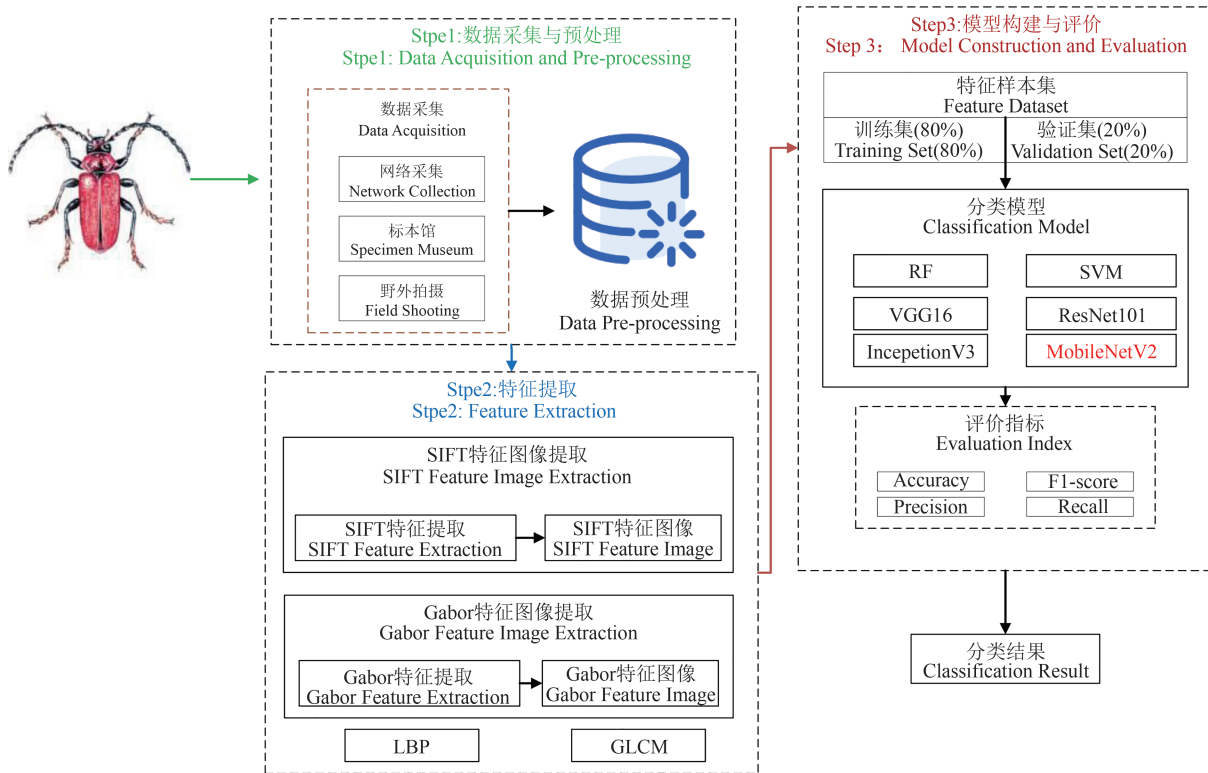 Stpe1:数据采集与预处理
Stpe1: Data Acquisition and Pre-processing
数据采集
Data Acquisition
网络采集
Network Collection
标本馆
Specimen Museum
野外拍摄
Field Shooting
数据预处理
Data Pre-processing
Stpe2:特征提取
Stpe2: Feature Extraction
SIFT特征图像提取
SIFT Feature Image Extraction
SIFT特征提取
SIFT Feature Extraction
SIFT特征图像
SIFT Feature Image
Gabor特征图像提取
Gabor Feature Image Extraction
Gabor特征提取
Gabor Feature Extraction
Gabor特征图像
Gabor Feature Image
LBP
GLCM
Step3:模型构建与评价
Step 3： Model Construction and Evaluation
特征样本集
Feature Dataset
训练集(80%)
Training Set(80%)
验证集(20%)
Validation Set(20%)
分类模型
Classification Model
RF
SVM
VGG16
ResNet101
IncepetionV3
MobileNetV2
评价指标
Evaluation Index
Accuracy
F1-score
Precision
Recall
分类结果
Classification Result